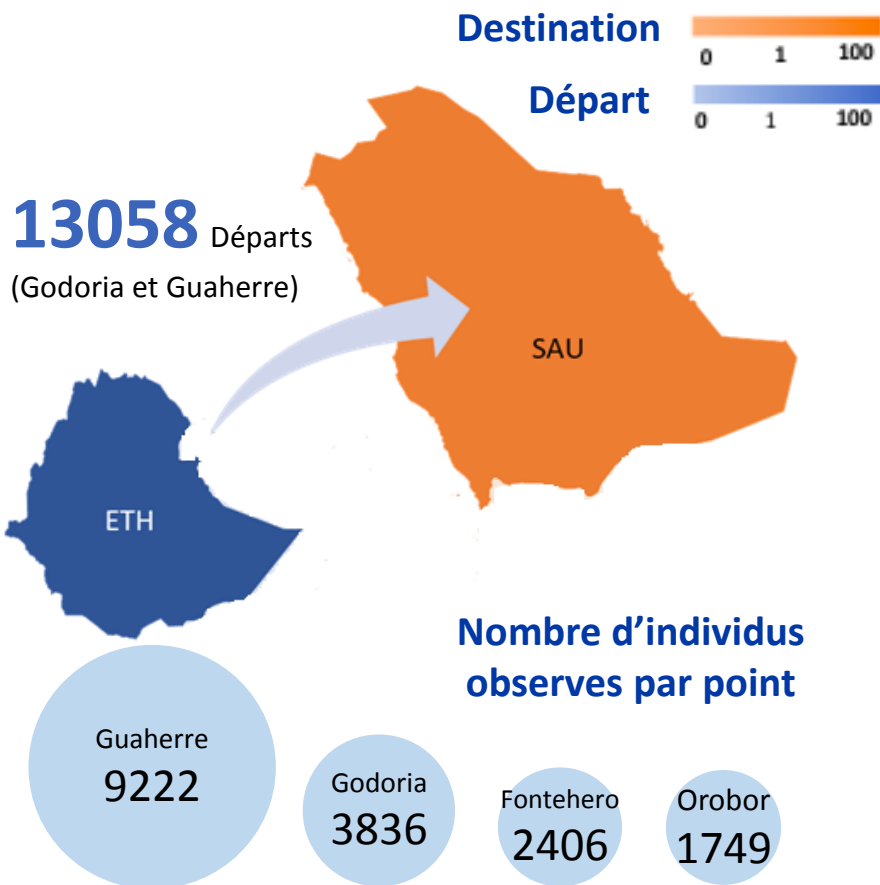 Destination
0 1 100
Départ
0 1 100
13058 Départs
(Godoria et Guaherre)
SAU
ETH
Nombre d’individus
observes par point
Guaherre
9222
Godoria
3836
Fontehero
2406
Orobor
1749